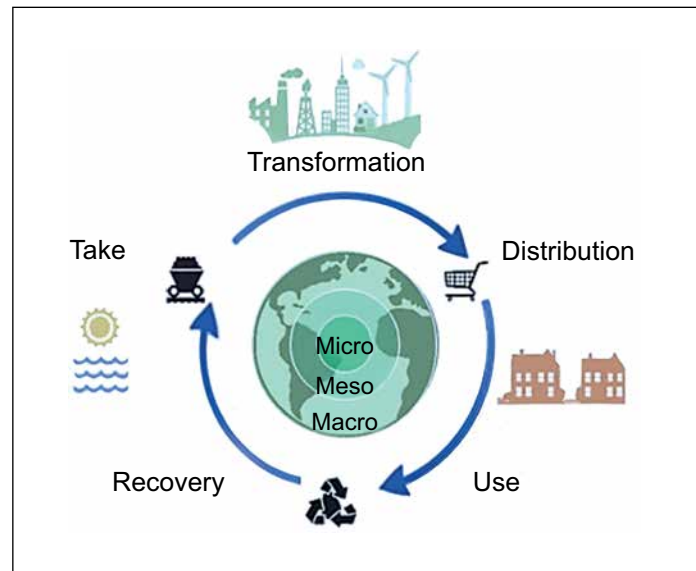 Transformation
Take
Distribution
Micro
Meso
Macro
Recovery
Use